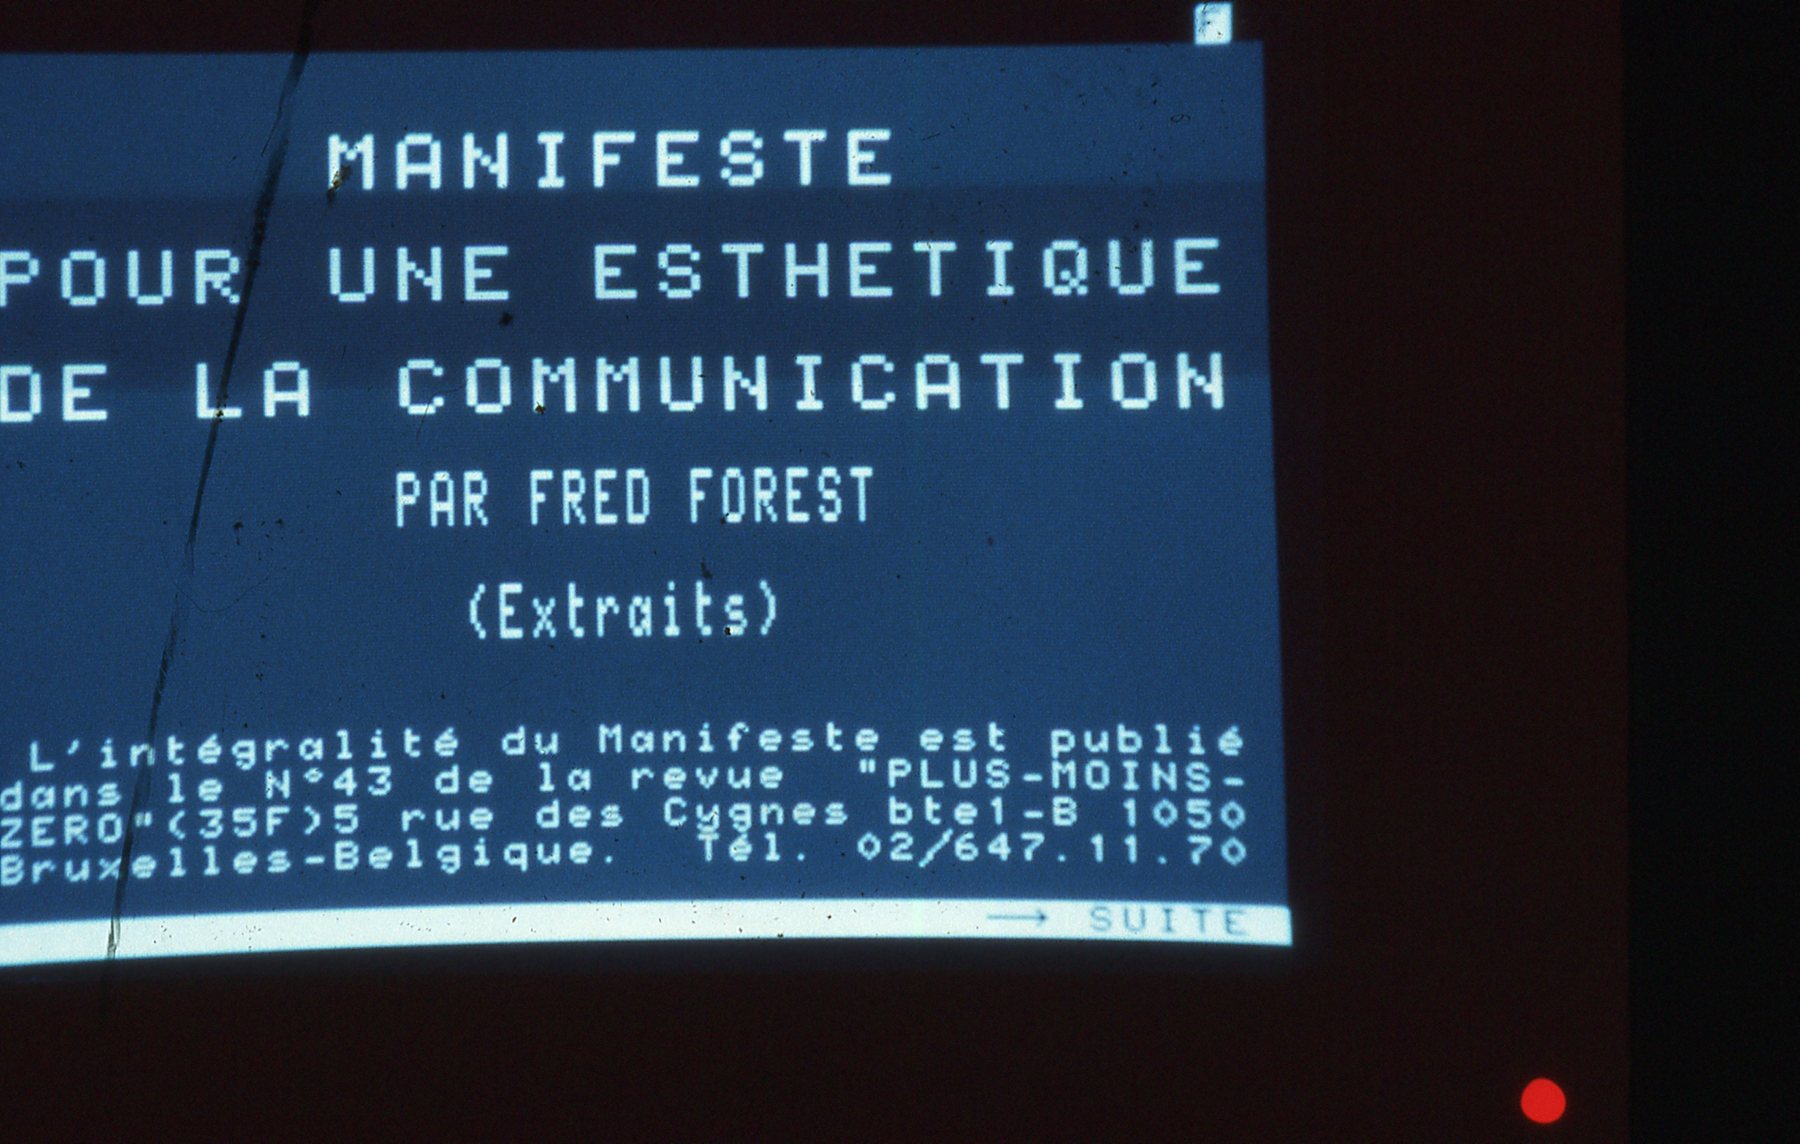 F
MANIFESTE
POUR UNE ESTHETIQUE
DE LA COMMUNICATION
PAR FRED FOREST
(Extraits)
L'intégralité du Manifeste est publié
dans le N°43 de la revue "PLUS-MOINS-
ZERO"(35F)5 rue des Cygnes bte1-B 1050
Bruxelles-Belgique. Tél. 02/647.11.70
→ SUITE